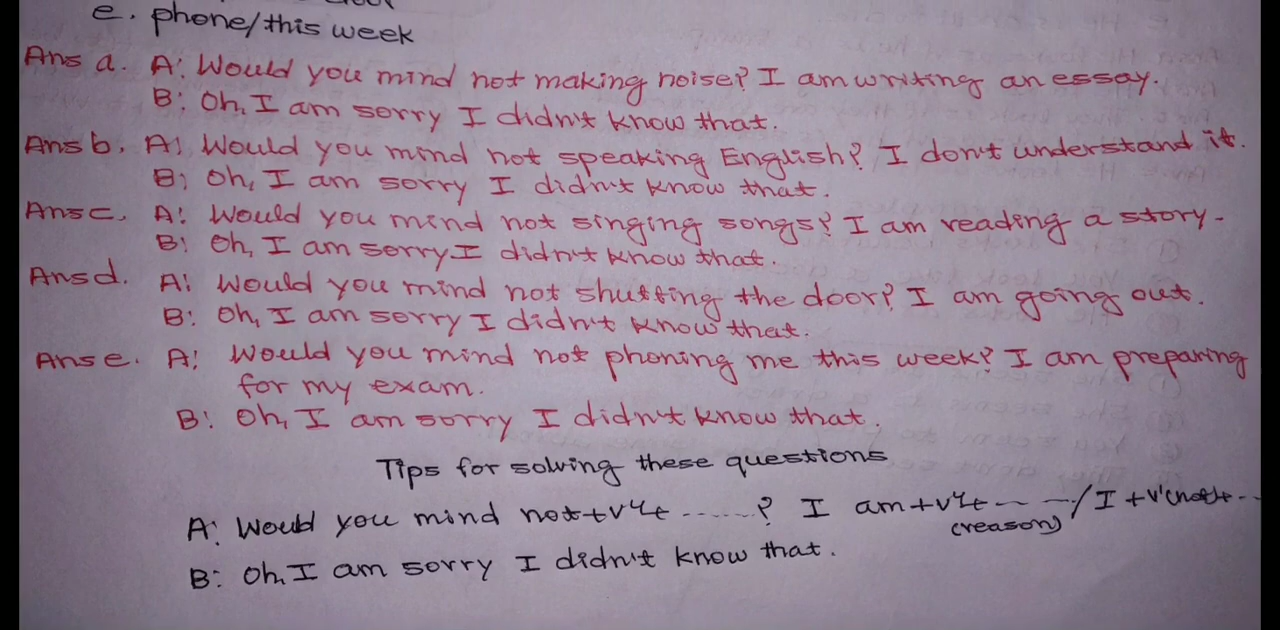 e. phone/this week
Ans a. A: Would you mind not making noise? I am writing an essay.
B: Oh, I am sorry I didn't know that.
Ans b. A: Would you mind not speaking English? I don't understand it.
B: Oh, I am sorry I didn't know that.
Ans c. A: Would you mind not singing songs? I am reading a story.
B: Oh, I am sorry I didn't know that.
Ans d. A: Would you mind not shutting the door? I am going out.
B: Oh, I am sorry I didn't know that.
Ans e. A: Would you mind not phoning me this week? I am preparing
for my exam.
B: Oh, I am sorry I didn't know that.
Tips for solving these questions
A: Would you mind not+v⁴+ ......? I am+v⁴+ --- --/I +v¹(not)+ --
(reason)
B: Oh, I am sorry I didn't know that.